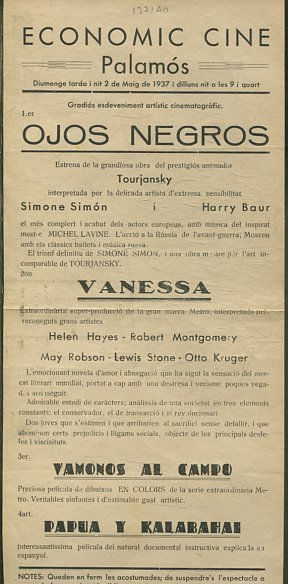 137/20
ECONOMIC CINE
Palamós
Diumenge tarda i nit 2 de Maig de 1937 i dilluns nit a les 9 i quart
Gradiós esdeveniment artístic cinematogràfic.
1.er
OJOS NEGROS
Estrena de la grandiosa obra del prestigiós animador
Tourjansky
interpretada per la delicada artista d'extrema sensibilitat
Simone Simón i Harry Baur
el més complert i acabat dels actors europeus, amb música del inspirat
mestre MICHEL LAVINE. L'acció a la Rússia de l'avant-guerra; Moscou
amb els clàssics ballets i música russa.
El trionf definitiu de SIMONE SIMON, i una obra mestre per l'art in-
comparable de TOURJANSKY.
2on.
VANESSA
Extraordinària super-producció de la gran marca Metro, interpretada pels
reconeguts grans artistes
Helen Hayes - Robert Montgomery
May Robson - Lewis Stone - Otto Kruger
L'emocionant novela d'amor i abnegació que ha sigut la sensació del mer-
cat literari mundial, portat a cap amb una destresa i verisme poques vega-
des aconseguit.
Admirable estudi de caràcters; anàlissis de una societat en tres elements
constants: el conservador, el de transacció i el revolucionari
Dos joves que s'estimen i que arribarien al sacrifici sense defallir, i que
abominen certs prejudicis i lligams socials, objecte de les principals desfe-
tes i viscisituls.
3er.
VAMONOS AL CAMPO
Preciosa película de dibuixos EN COLORS de la serie extraordinària Me-
tro. Veritables sinfonies i d'estimable gust artístic.
4art.
PAPUA Y KALABAHAI
Interessantíssima película del natural documental instructiva explicada en
espanyol.
NOTES: Queden en ferm les acostumades; de suspendre's l'espectacle o